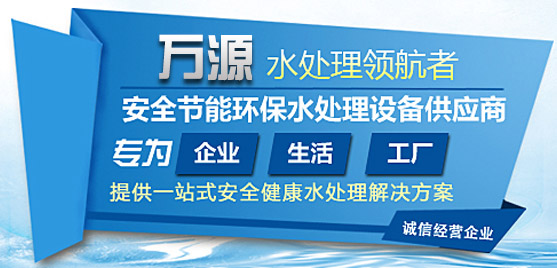 万源 水处理领航者
安全节能环保水处理设备供应商
专为 企业 生活 工厂
提供一站式安全健康水处理解决方案
诚信经营企业